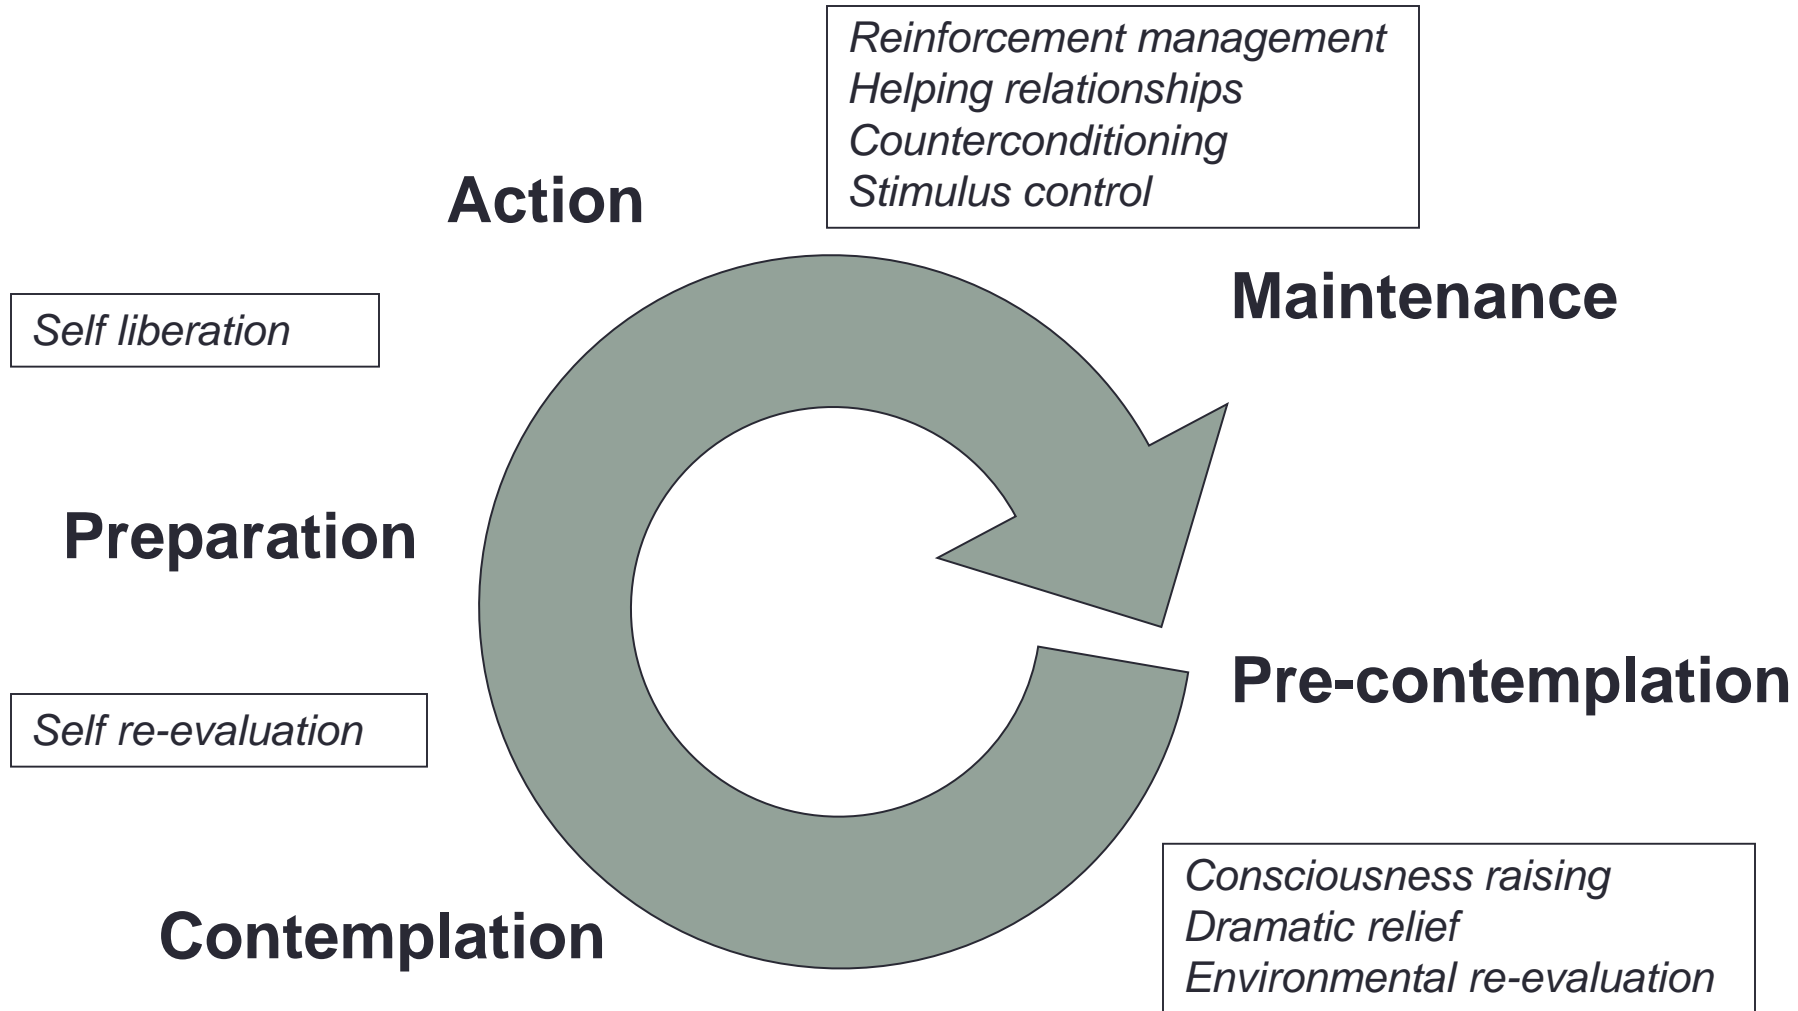 Reinforcement management
Helping relationships
Counterconditioning
Stimulus control
Action
Maintenance
Self liberation
Preparation
Pre-contemplation
Self re-evaluation
Contemplation
Consciousness raising
Dramatic relief
Environmental re-evaluation